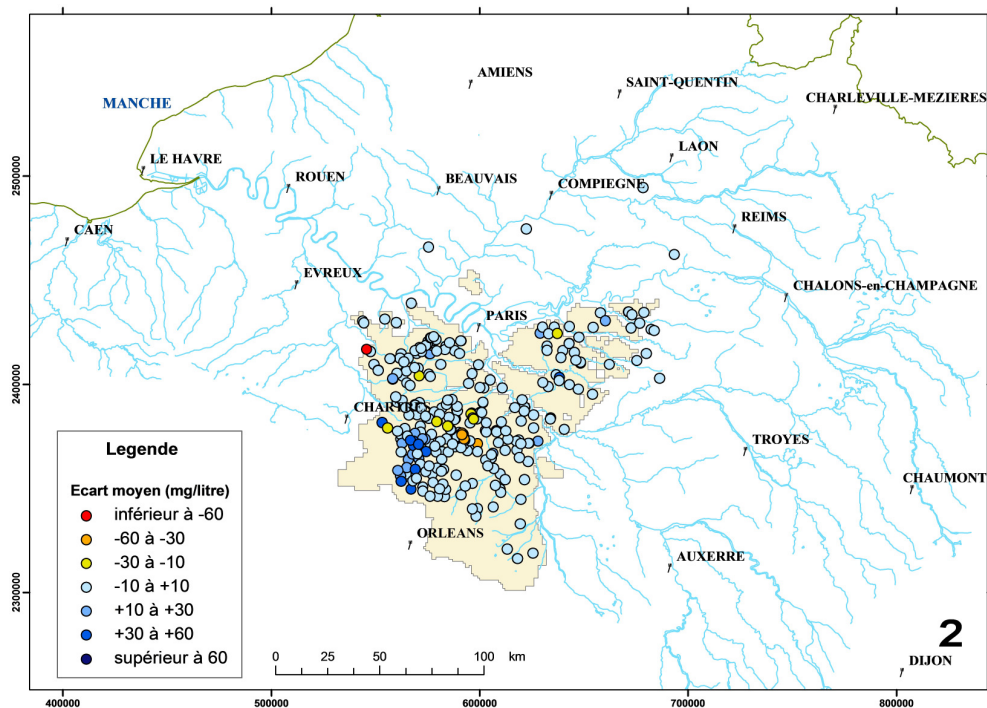 AMIENS
SAINT-QUENTIN
MANCHE
CHARLEVILLE-MEZIERES
LAON
LE HAVRE
ROUEN
BEAUVAIS
COMPIEGNE
2500000
REIMS
CAEN
EVREUX
CHALONS-en-CHAMPAGNE
PARIS
2400000
CHARTRE
TROYES
Legende
CHAUMONT
Ecart moyen (mg/litre)
inférieur à -60
-60 à -30
-30 à -10
-10 à +10
+10 à +30
+30 à +60
supérieur à 60
ORLEANS
AUXERRE
2300000
2
DIJON
0 25 50 100 km
400000 500000 600000 700000 800000